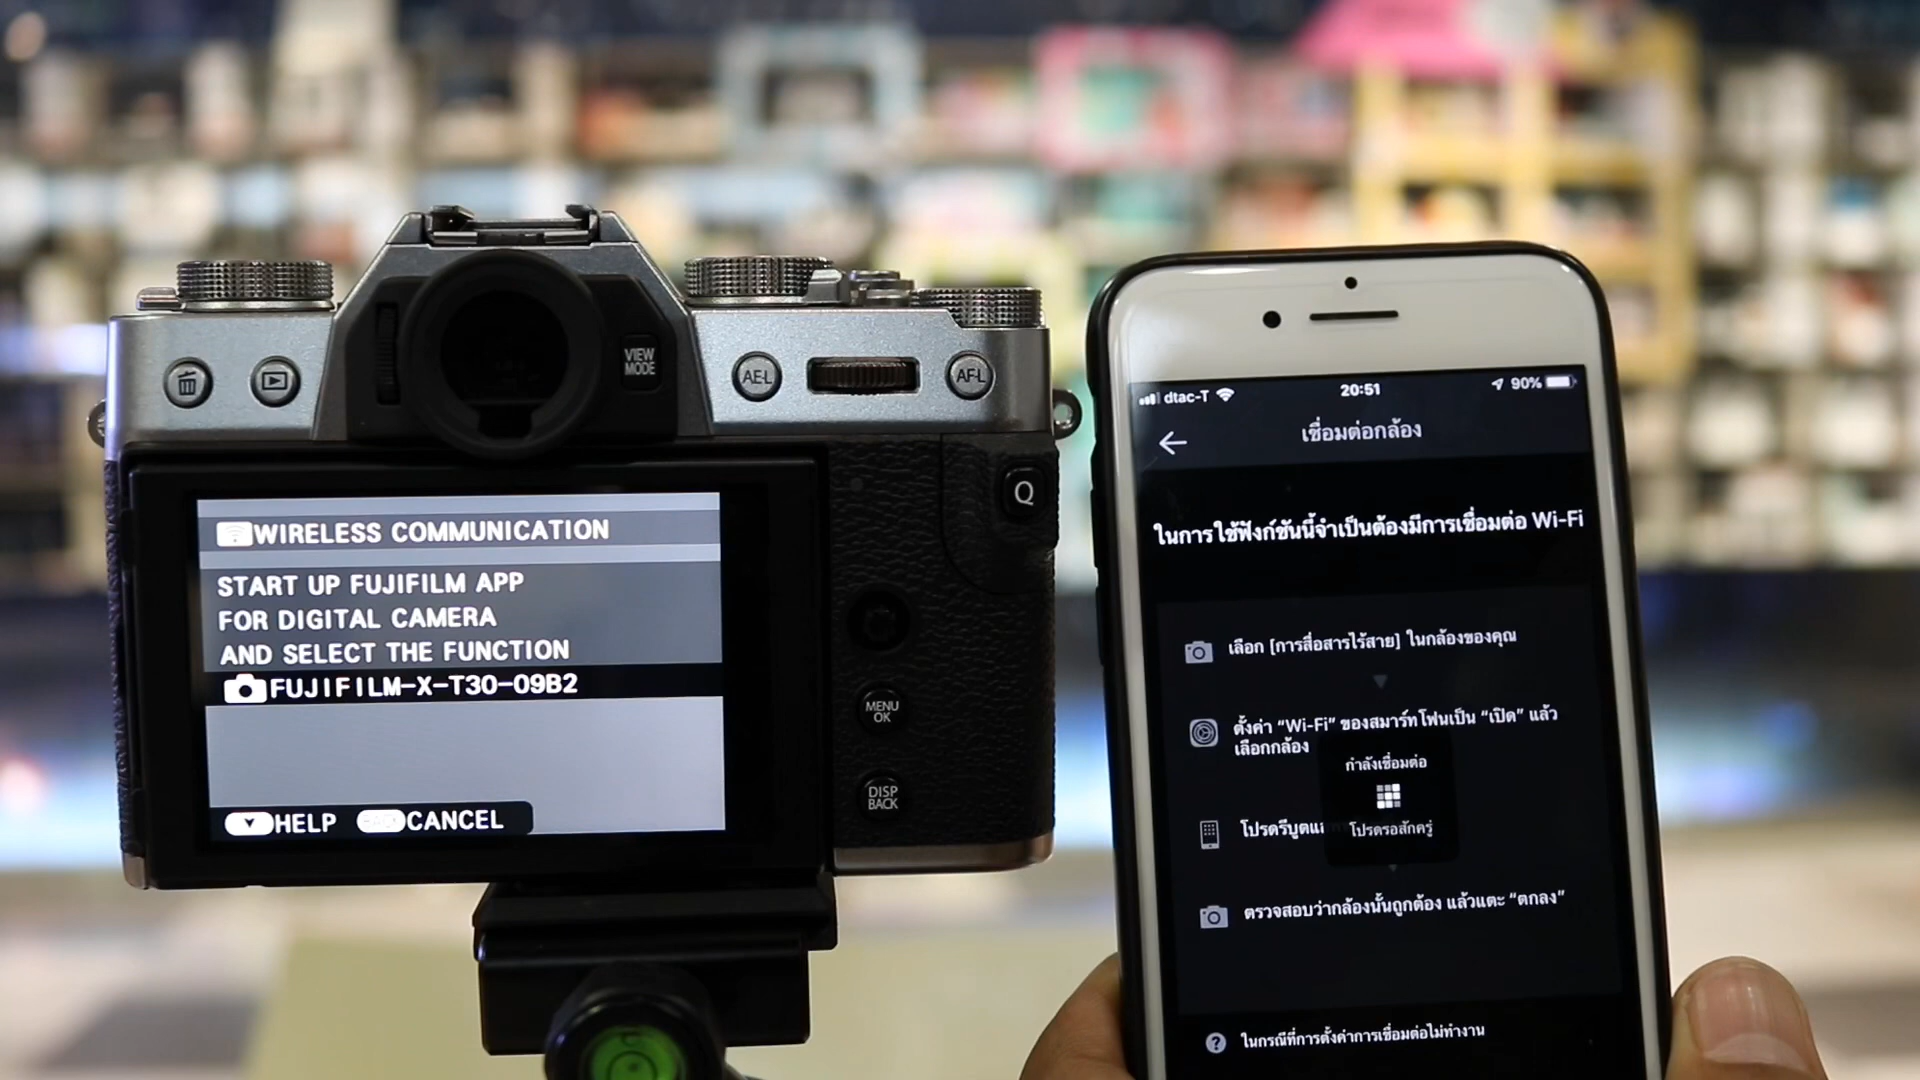 VIEW
MODE
AE-L
AF-L
Q
WIRELESS COMMUNICATION
START UP FUJIFILM APP
FOR DIGITAL CAMERA
AND SELECT THE FUNCTION
FUJIFILM-X-T30-09B2
HELP CANCEL
MENU
OK
DISP
BACK
dtac-T 20:51 90%
เชื่อมต่อกล้อง
ในการใช้ฟังก์ชันนี้จำเป็นต้องมีการเชื่อมต่อ Wi-Fi
เลือก [การสื่อสารไร้สาย] ในกล้องของคุณ
ตั้งค่า “Wi-Fi” ของสมาร์ทโฟนเป็น “เปิด” แล้ว
เลือกกล้อง
กำลังเชื่อมต่อ
โปรดรีบูต
โปรดรอสักครู่
ตรวจสอบว่ากล้องนั้นถูกต้อง แล้วแตะ “ตกลง”
ในกรณีที่การตั้งค่าการเชื่อมต่อไม่ทำงาน